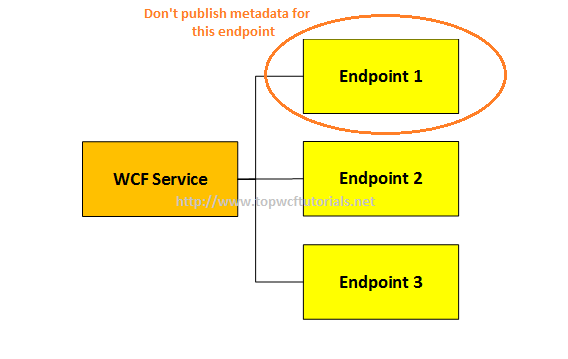 Don't publish metadata for
this endpoint
Endpoint 1
WCF Service
Endpoint 2
http://www.topwcftutorials.net
Endpoint 3